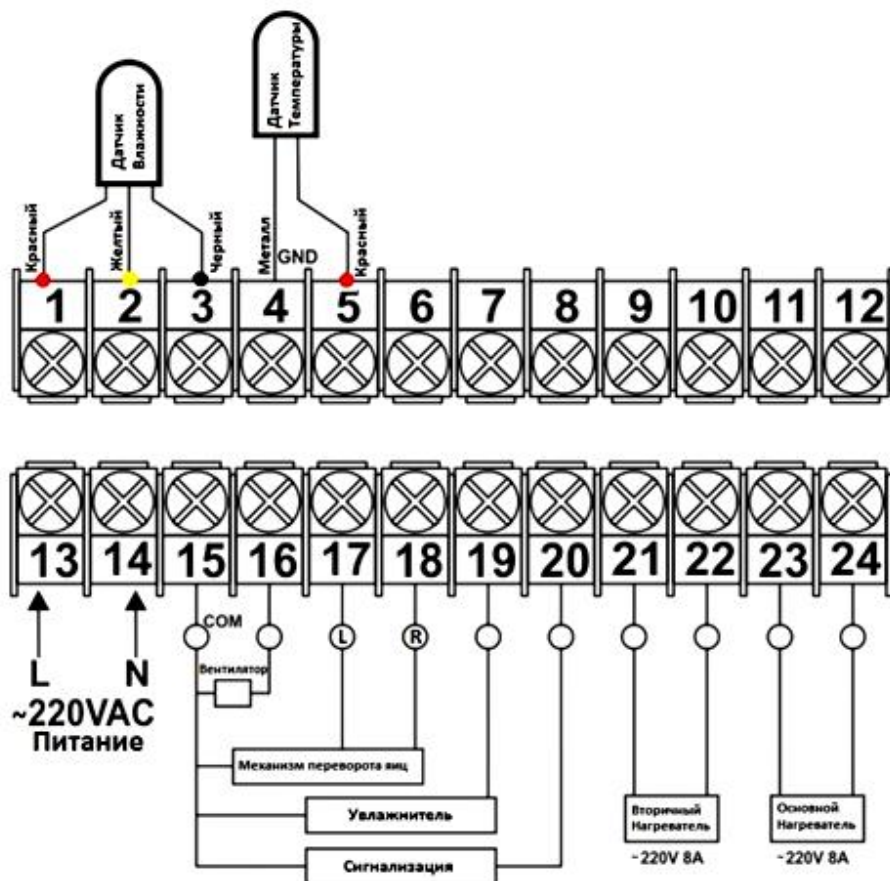 Датчик
Влажности
Датчик
Температуры
Красный
Желтый
Черный
Металл
GND
Красный
1 2 3 4 5 6 7 8 9 10 11 12
13 14 15 16 17 18 19 20 21 22 23 24
COM
L R
L N
~220VAC
Питание
Вентилятор
Механизм переворота яиц
Увлажнитель
Сигнализация
Вторичный
Нагреватель
~220V 8A
Основной
Нагреватель
~220V 8A